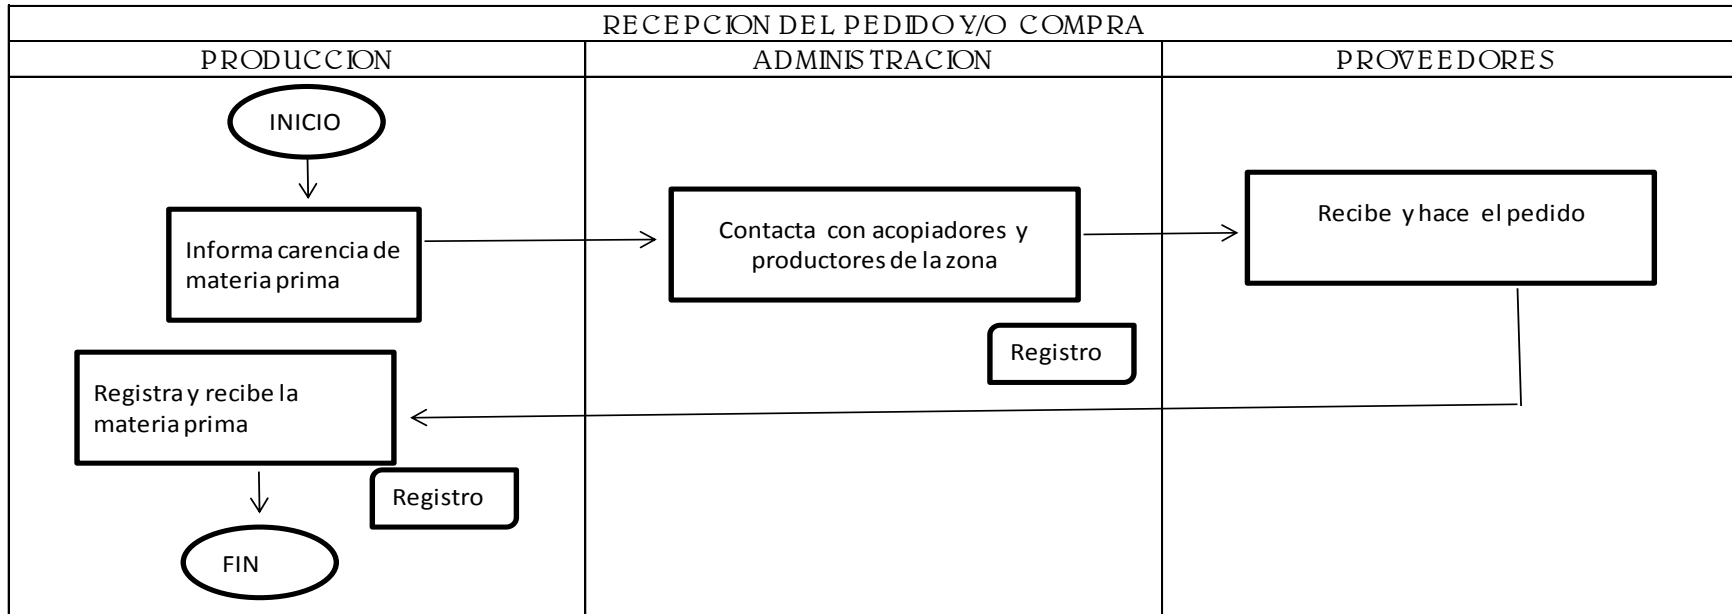 RECEPCION DEL PEDIDO Y/O COMPRA
PRODUCCION
ADMINISTRACION
PROVEEDORES
INICIO
Informa carencia de
materia prima
Contacta con acopiadores y
productores de la zona
Recibe y hace el pedido
Registro
Registra y recibe la
materia prima
Registro
FIN